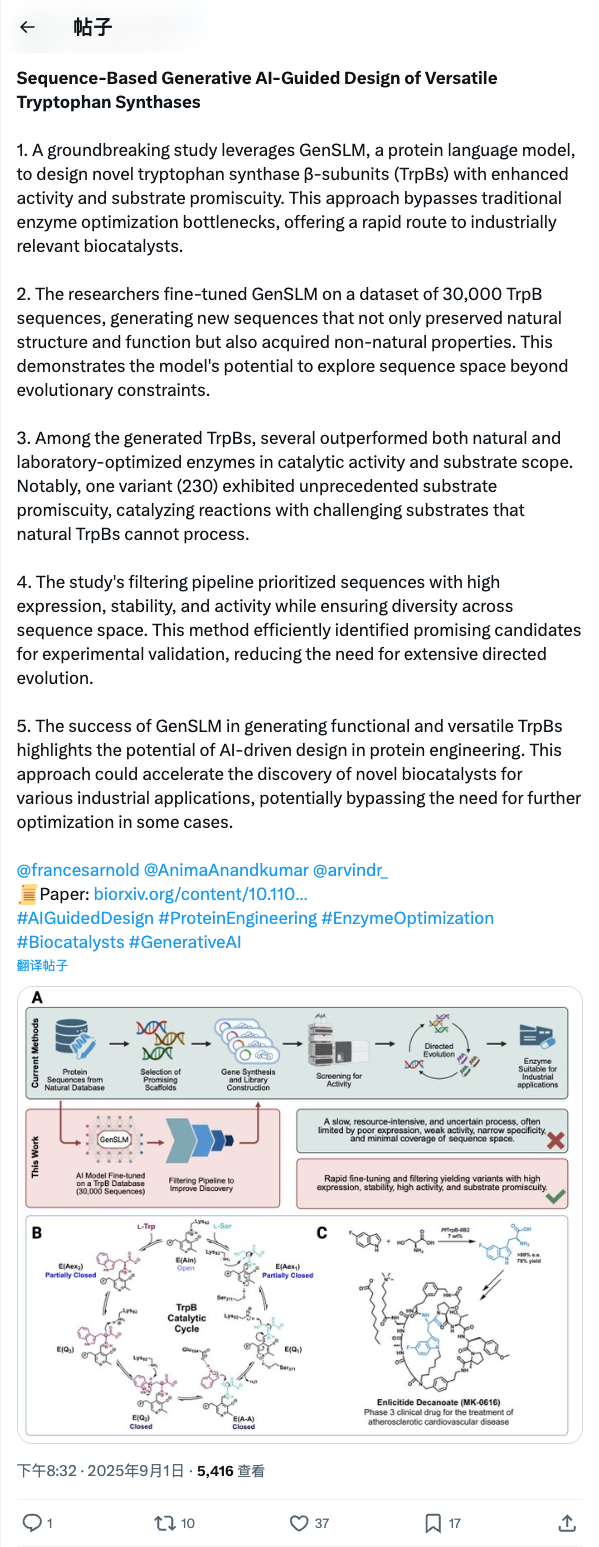 帖子
Sequence-Based Generative AI-Guided Design of Versatile
Tryptophan Synthases
1. A groundbreaking study leverages GenSLM, a protein language model,
to design novel tryptophan synthase β-subunits (TrpBs) with enhanced
activity and substrate promiscuity. This approach bypasses traditional
enzyme optimization bottlenecks, offering a rapid route to industrially
relevant biocatalysts.
2. The researchers fine-tuned GenSLM on a dataset of 30,000 TrpB
sequences, generating new sequences that not only preserved natural
structure and function but also acquired non-natural properties. This
demonstrates the model's potential to explore sequence space beyond
evolutionary constraints.
3. Among the generated TrpBs, several outperformed both natural and
laboratory-optimized enzymes in catalytic activity and substrate scope.
Notably, one variant (230) exhibited unprecedented substrate
promiscuity, catalyzing reactions with challenging substrates that
natural TrpBs cannot process.
4. The study's filtering pipeline prioritized sequences with high
expression, stability, and activity while ensuring diversity across
sequence space. This method efficiently identified promising candidates
for experimental validation, reducing the need for extensive directed
evolution.
5. The success of GenSLM in generating functional and versatile TrpBs
highlights the potential of AI-driven design in protein engineering. This
approach could accelerate the discovery of novel biocatalysts for
various industrial applications, potentially bypassing the need for further
optimization in some cases.
@francesarnold @AnimaAnandkumar @arvindr_
📜Paper: biorxiv.org/content/10.110…
#AIGuidedDesign #ProteinEngineering #EnzymeOptimization
#Biocatalysts #GenerativeAI
翻译帖子
A
Current Methods
Protein
Sequences from
Natural Database
Selection of
Promising
Scaffolds
Gene Synthesis
and Library
Construction
Screening for
Activity
Directed
Evolution
Enzyme
Suitable for
Industrial
applications
This Work
GenSLM
AI Model Fine-tuned
on a TrpB Database
(30,000 Sequences)
Filtering Pipeline to
Improve Discovery
A slow, resource-intensive, and uncertain process, often
limited by poor expression, weak activity, narrow specificity,
and minimal coverage of sequence space.
Rapid fine-tuning and filtering yielding variants with high
expression, stability, high activity, and substrate promiscuity.
B
L-Trp
L-Ser
E(Ain)
Open
E(Aex₂)
Partially Closed
E(Aex₁)
Partially Closed
TrpB
Catalytic
Cycle
E(Q₃)
E(Q₁)
E(Q₂)
Closed
E(A-A)
Closed
C
PfTrpB-0B2
7 wt%
>99% e.e.
78% yield
Enlicitide Decanoate (MK-0616)
Phase 3 clinical drug for the treatment of
atherosclerotic cardiovascular disease
下午8:32 · 2025年9月1日 · 5,416 查看
1 10 37 17